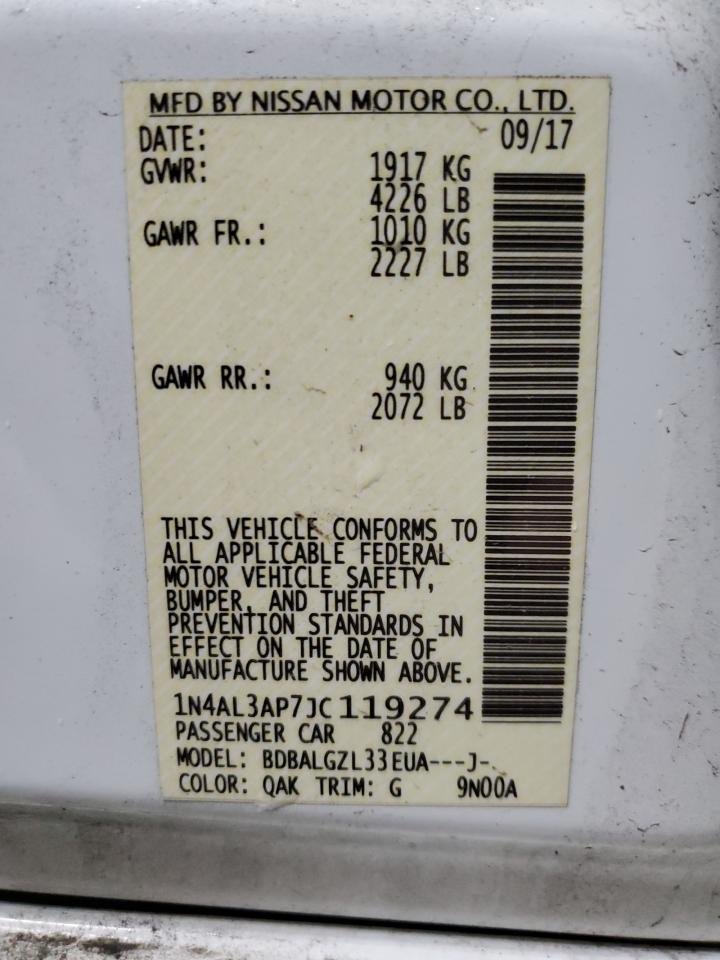 MFD BY NISSAN MOTOR CO., LTD.
DATE: 09/17
GVWR: 1917 KG
4226 LB
GAWR FR.: 1010 KG
2227 LB
GAWR RR.: 940 KG
2072 LB
THIS VEHICLE CONFORMS TO
ALL APPLICABLE FEDERAL
MOTOR VEHICLE SAFETY,
BUMPER, AND THEFT
PREVENTION STANDARDS IN
EFFECT ON THE DATE OF
MANUFACTURE SHOWN ABOVE.
1N4AL3AP7JC119274
PASSENGER CAR 822
MODEL: BDBALGZL33EUA---J-
COLOR: QAK TRIM: G 9N00A